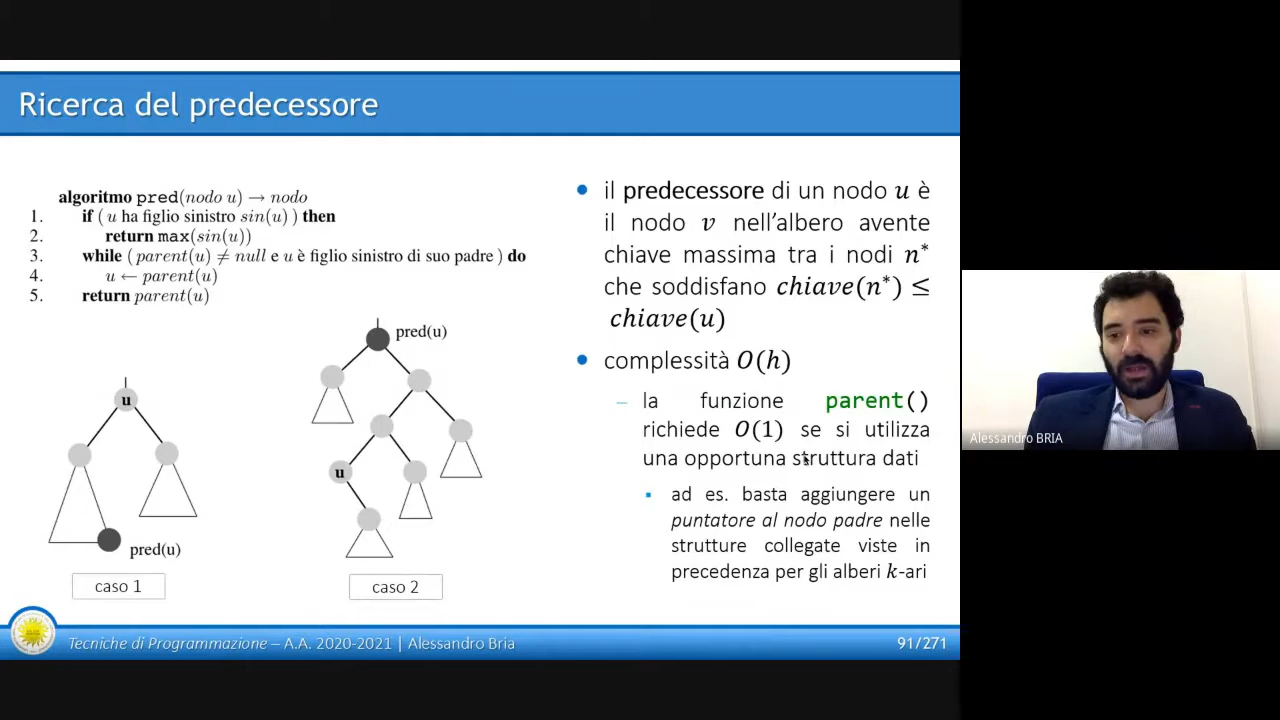 Ricerca del predecessore
algoritmo pred(nodo u) → nodo
1. if ( u ha figlio sinistro sin(u) ) then
2. return max(sin(u))
3. while ( parent(u) ≠ null e u è figlio sinistro di suo padre ) do
4. u ← parent(u)
5. return parent(u)
u
pred(u)
caso 1
pred(u)
u
caso 2
il predecessore di un nodo u è
il nodo v nell'albero avente
chiave massima tra i nodi n*
che soddisfano chiave(n*) ≤
chiave(u)
complessità O(h)
– la funzione parent()
richiede O(1) se si utilizza
una opportuna struttura dati
ad es. basta aggiungere un
puntatore al nodo padre nelle
strutture collegate viste in
precedenza per gli alberi k-ari
Alessandro BRIA
Tecniche di Programmazione – A.A. 2020-2021 | Alessandro Bria
91/271